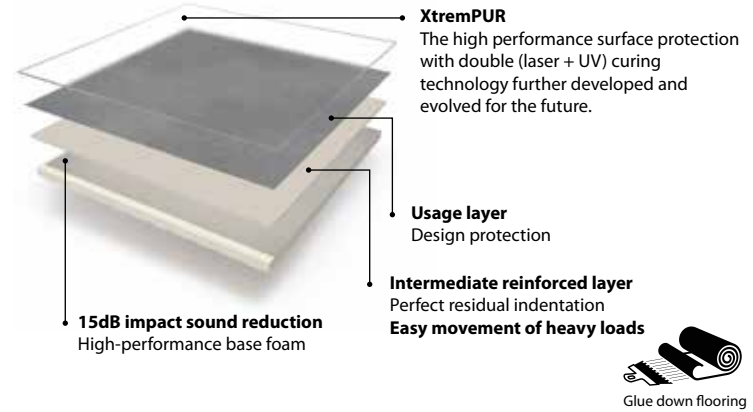 XtremPUR
The high performance surface protection
with double (laser + UV) curing
technology further developed and
evolved for the future.
Usage layer
Design protection
Intermediate reinforced layer
Perfect residual indentation
Easy movement of heavy loads
15dB impact sound reduction
High-performance base foam
Glue down flooring